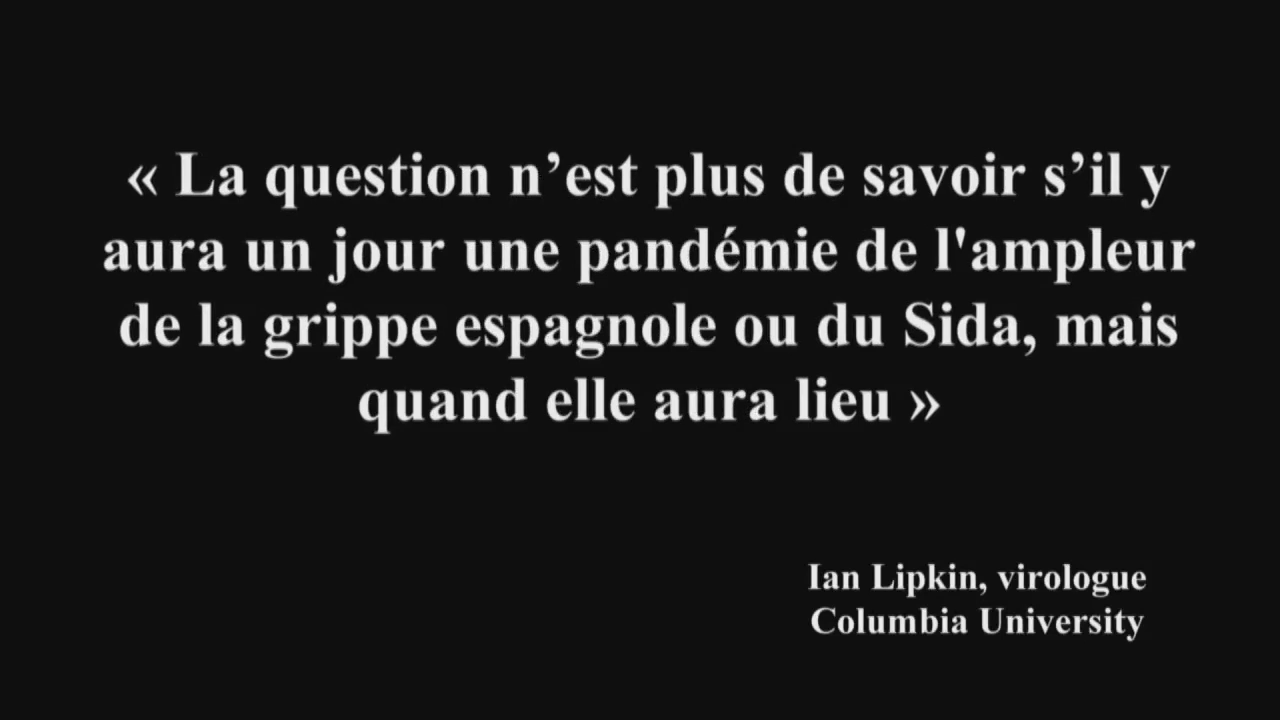 « La question n’est plus de savoir s’il y
aura un jour une pandémie de l'ampleur
de la grippe espagnole ou du Sida, mais
quand elle aura lieu »
Ian Lipkin, virologue
Columbia University